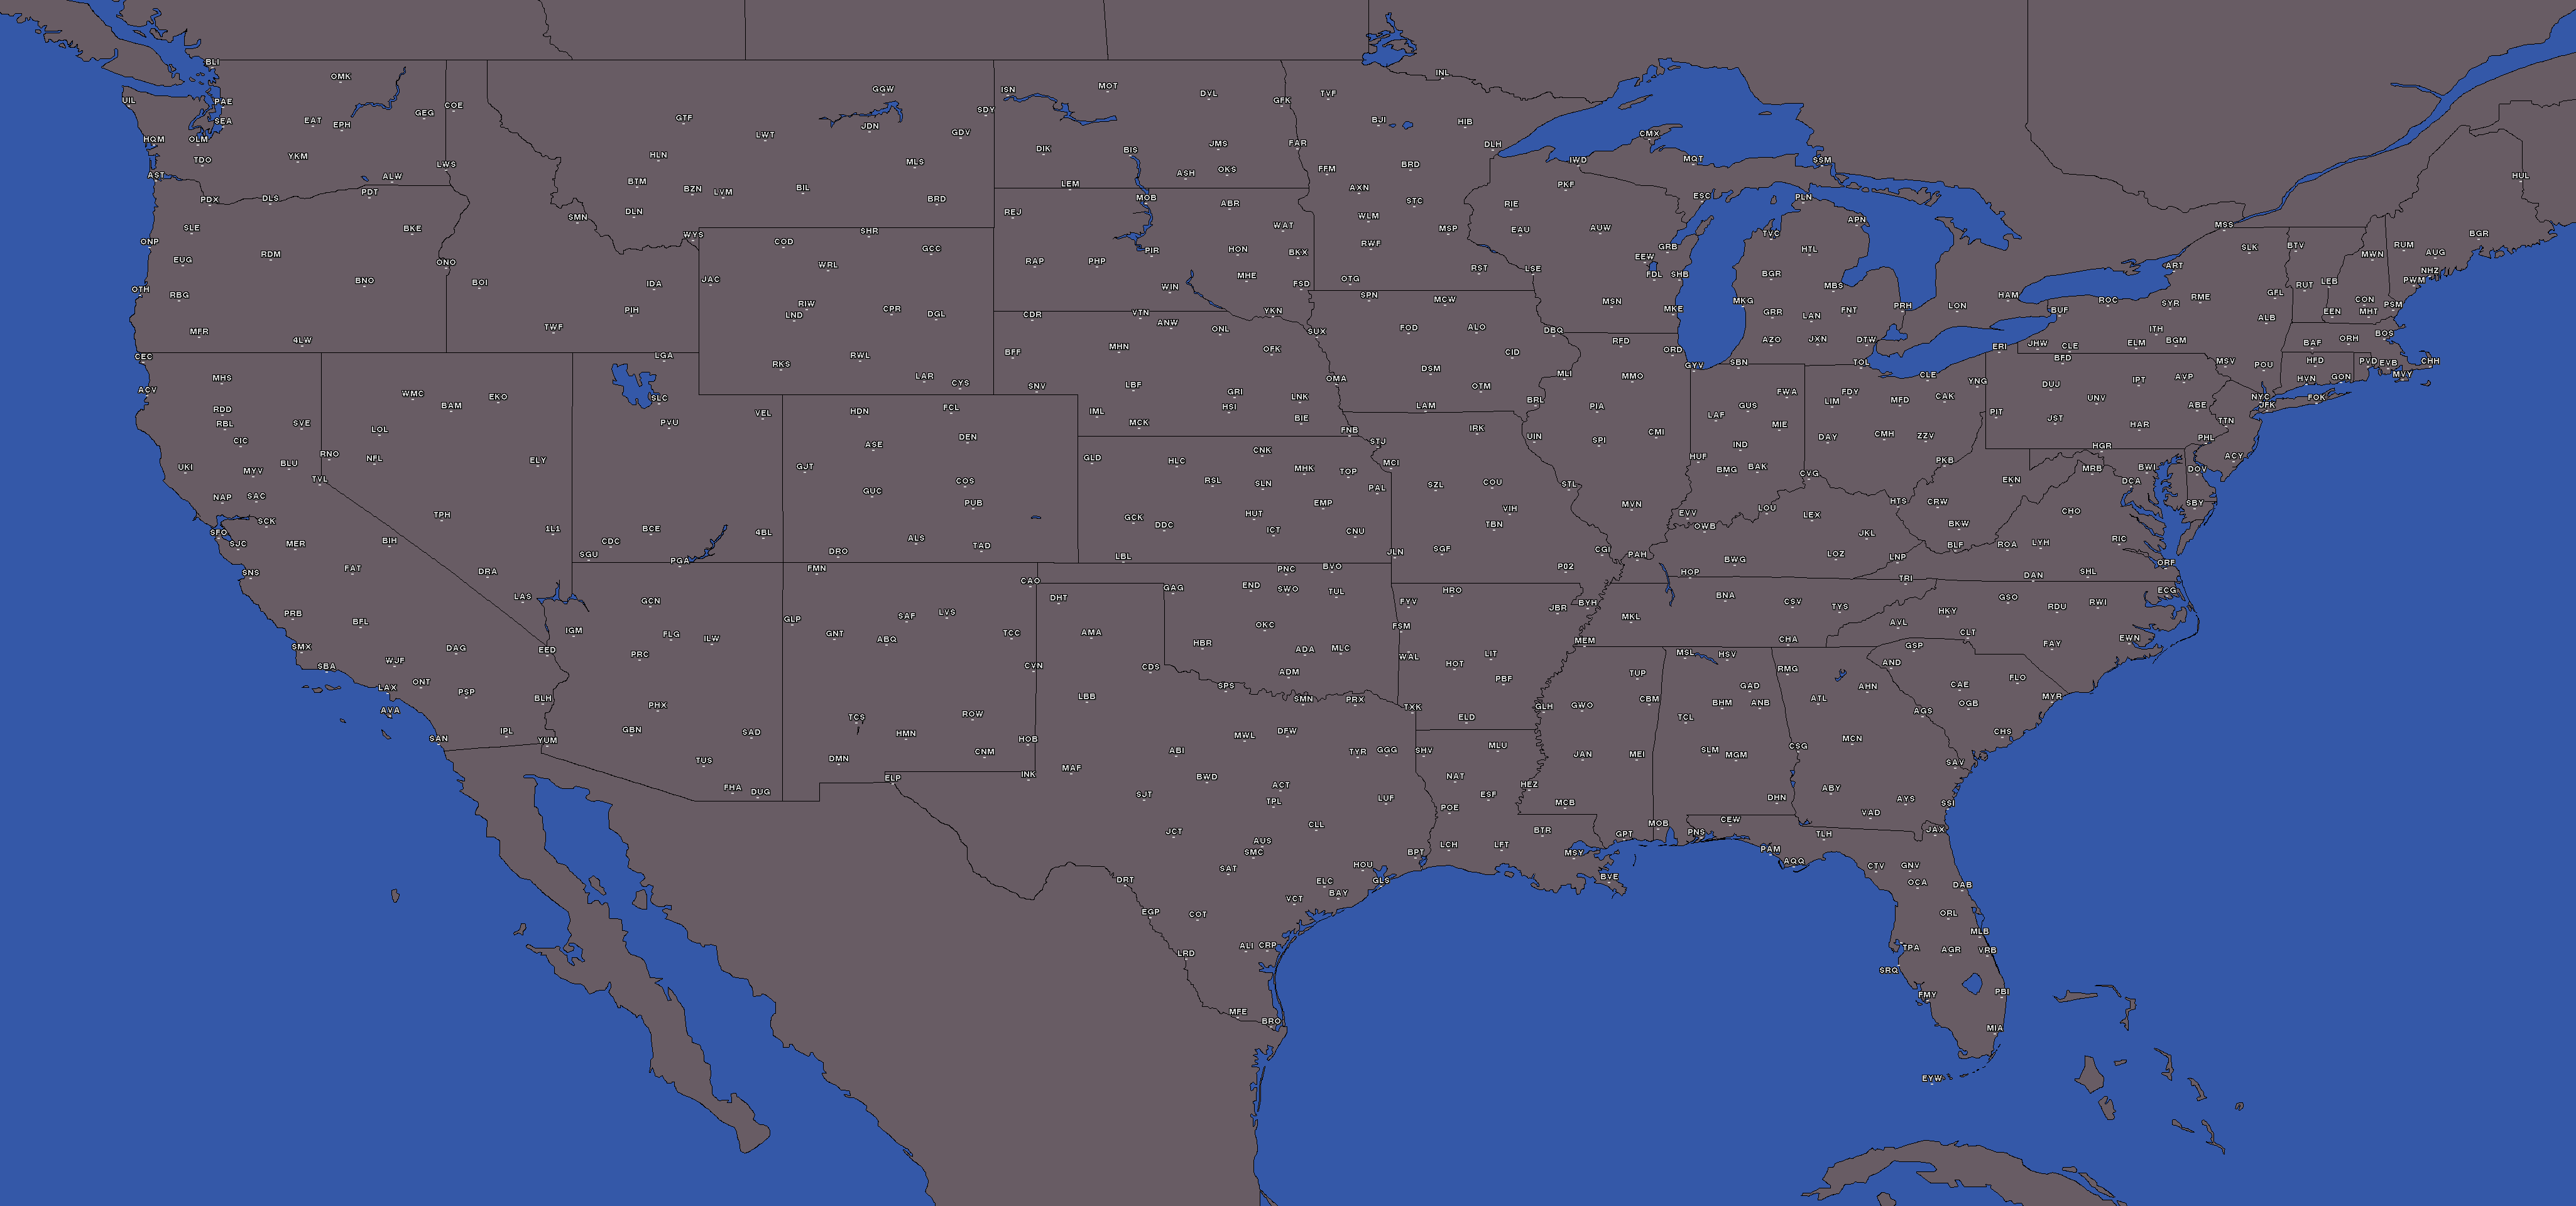 BLI
OMK
INL
UIL
PAE
SEA
EAT
EPH
GEG
COE
GTF
LWT
GGW
JDN
GDV
SDY
ISN
MOT
DVL
GFK
TVF
BJI
HIB
DLH
CMX
MQT
SSM
HQM
OLM
TDO
YKM
LWS
HLN
MLS
DIK
BIS
JMS
FAR
BRD
IWD
AST
ALW
PDT
PDX
DLS
BTM
BZN
LVM
BIL
BRD
LEM
MOB
ASH
OKS
FFM
AXN
STC
PKF
RIE
ESC
PLN
APN
HUL
SLE
BKE
SMN
DLN
WYS
COD
SHR
GCC
REJ
ABR
WAT
WLM
RWF
MSP
EAU
AUW
GRB
TVC
HTL
MSS
SLK
BTV
MWN
RUM
AUG
BGR
ONP
EUG
RDM
ONO
BNO
BOI
IDA
JAC
WRL
RAP
PHP
PIR
HON
BKX
MHE
OTG
RST
LSE
EEW
FDL
SHB
BGR
MBS
ART
NHZ
PWM
OTH
RBG
PIH
RIW
LND
CPR
DGL
WIN
FSD
SPN
MCW
MSN
MKE
MKG
GRR
LAN
FNT
PRH
LON
HAM
BUF
ROC
SYR
RME
GFL
RUT
LEB
EEN
CON
MHT
PSM
MFR
4LW
TWF
CDR
VTN
ANW
ONL
YKN
SUX
FOD
ALO
DBQ
RFD
ORD
AZO
JXN
DTW
ITH
ELM
BGM
ALB
BAF
ORH
BOS
CEC
LGA
RKS
RWL
BFF
MHN
OFK
CID
GYY
SBN
TOL
ERI
JHW
CLE
BFD
MSV
POU
HFD
PVD
EVB
CHH
ACV
MHS
WMC
BAM
EKO
SLC
LAR
CYS
SNV
LBF
GRI
HSI
LNK
OMA
DSM
OTM
MLI
MMO
FWA
FDY
CLE
YNG
DUJ
IPT
AVP
HVN
GON
MVY
RDD
RBL
SVE
LOL
PVU
VEL
HDN
FCL
IML
MCK
BIE
FNB
LAM
BRL
PIA
LAF
GUS
MIE
LIM
MFD
CAK
PIT
JST
UNV
HAR
ABE
TTN
NYC
JFK
FOK
CIC
RNO
NFL
ELY
ASE
DEN
CNK
STJ
IRK
UIN
SPI
CMI
IND
DAY
CMH
ZZV
HGR
PHL
UKI
MYV
BLU
TVL
GJT
GUC
COS
PUB
GLD
HLC
RSL
SLN
MHK
TOP
MCI
PAL
SZL
COU
STL
HUF
BMG
BAK
CVG
PKB
EKN
MRB
BWI
DCA
DOV
ACY
NAP
SAC
SCK
TPH
1L1
BCE
4BL
GCK
DDC
HUT
ICT
EMP
CNU
VIH
TBN
MVN
EVV
OWB
LOU
LEX
HTS
CRW
BKW
CHO
SBY
SFO
SJC
MER
BIH
SGU
CDC
PGA
DRO
ALS
TAD
LBL
JLN
SGF
CGI
PAH
BWG
LOZ
JKL
LNP
BLF
ROA
LYH
RIC
SNS
FAT
DRA
FMN
CAO
PNC
BVO
P02
HOP
TRI
DAN
SHL
ORF
ECG
PRB
BFL
LAS
GCN
DHT
GAG
END
SWO
TUL
FYV
HRO
JBR
BYH
MKL
BNA
CSV
TYS
HKY
GSO
RDU
RWI
IGM
FLG
ILW
GLP
GNT
ABQ
SAF
LVS
TCC
AMA
HBR
OKC
FSM
MEM
CHA
AVL
GSP
CLT
FAY
EWN
SMX
SBA
WJF
DAG
EED
PRC
CVN
CDS
ADA
MLC
ADM
WAL
HOT
LIT
PBF
TUP
MSL
HSV
RMG
AND
LAX
ONT
PSP
BLH
PHX
LBB
SPS
SMN
PRX
TXK
ELD
GLH
GWO
CBM
GAD
BHM
ANB
TCL
ATL
AHN
CAE
OGB
FLO
MYR
AVA
SAN
IPL
YUM
GBN
SAD
TCS
ROW
HMN
HOB
ABI
MWL
DFW
TYR
GGG
SHV
MLU
JAN
MEI
SLM
MGM
CSG
MCN
AGS
CHS
TUS
DMN
CNM
ELP
INK
MAF
BWD
ACT
NAT
HEZ
SAV
FHA
DUG
SJT
TPL
LUF
POE
ESF
MCB
DHN
ABY
AYS
VAD
SSI
JCT
CLL
AUS
SMC
BPT
LCH
LFT
BTR
MSY
GPT
MOB
PNS
CEW
TLH
JAX
DRT
SAT
HOU
GLS
ELC
BAY
VCT
BVE
PAM
AQQ
CTV
GNV
OCA
DAB
EGP
COT
ORL
LRD
ALI
CRP
MLB
TPA
AGR
VRB
SRQ
FMY
PBI
MFE
BRO
MIA
EYW